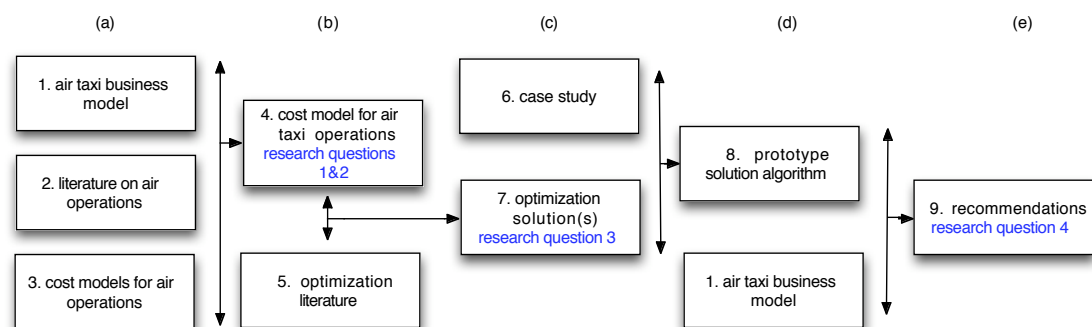 (a)
(b)
(c)
(d)
(e)
1. air taxi business
model
2. literature on air
operations
3. cost models for air
operations
4. cost model for air
taxi operations
research questions
1&2
5. optimization
literature
6. case study
7. optimization
solution(s)
research question 3
8. prototype
solution algorithm
1. air taxi business
model
9. recommendations
research question 4